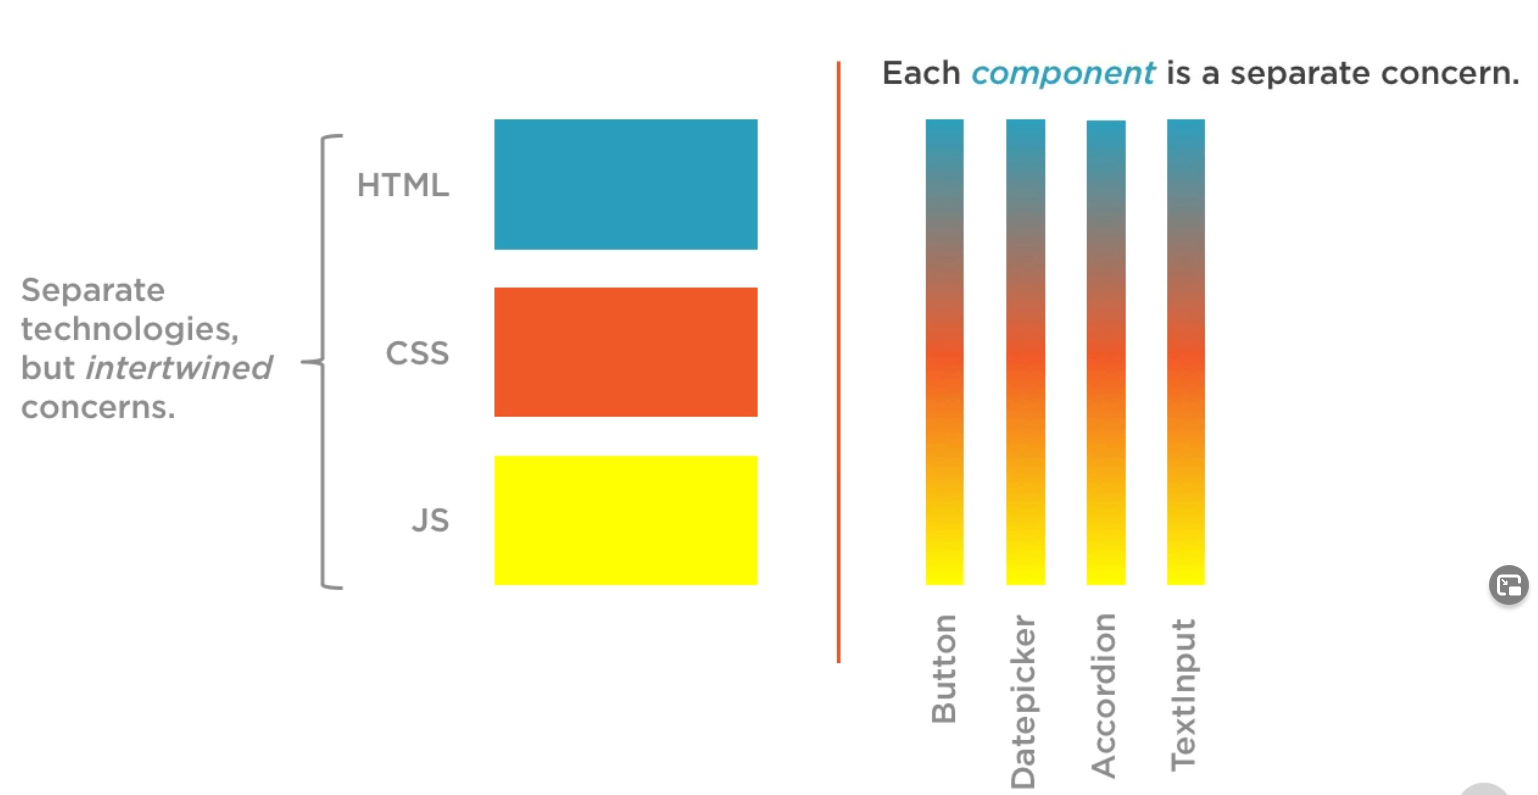 Separate
technologies,
but intertwined
concerns.
HTML
CSS
JS
Each component is a separate concern.
Button
Datepicker
Accordion
TextInput